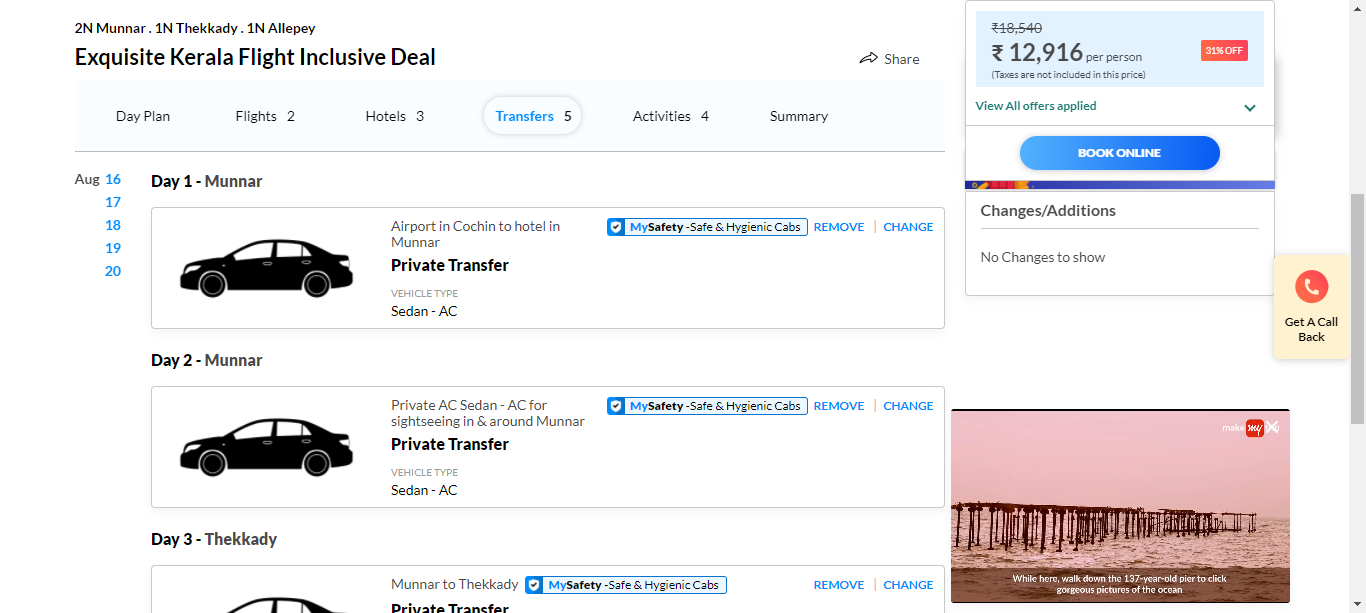 2N Munnar . 1N Thekkady . 1N Allepey
Exquisite Kerala Flight Inclusive Deal
Share
Day Plan
Flights 2
Hotels 3
Transfers 5
Activities 4
Summary
Aug 16
17
18
19
20
Day 1 - Munnar
Airport in Cochin to hotel in
Munnar
MySafety -Safe & Hygienic Cabs
REMOVE | CHANGE
Private Transfer
VEHICLE TYPE
Sedan - AC
Day 2 - Munnar
Private AC Sedan - AC for
sightseeing in & around Munnar
MySafety -Safe & Hygienic Cabs
REMOVE | CHANGE
Private Transfer
VEHICLE TYPE
Sedan - AC
Day 3 - Thekkady
Munnar to Thekkady
MySafety -Safe & Hygienic Cabs
REMOVE | CHANGE
Private Transfer
₹18,540
₹ 12,916 per person
31% OFF
(Taxes are not included in this price)
View All offers applied
BOOK ONLINE
Changes/Additions
No Changes to show
Get A Call
Back
make my
While here, walk down the 137-year-old pier to click
gorgeous pictures of the ocean